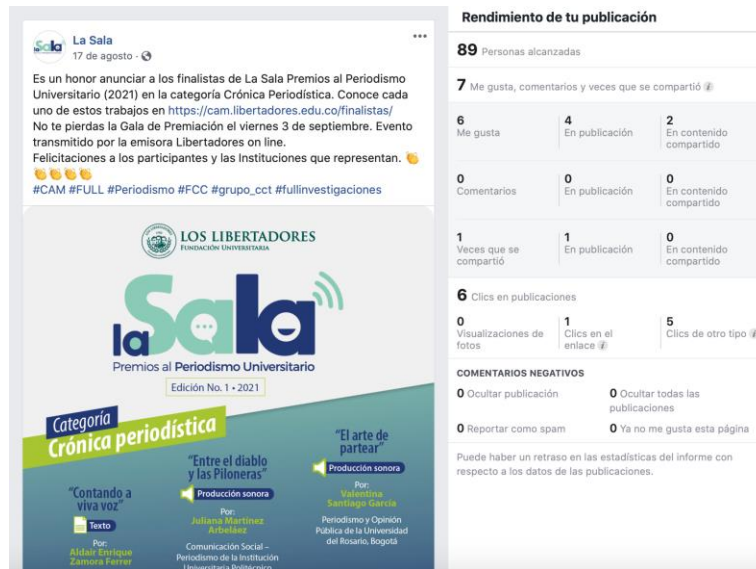 La Sala
17 de agosto
Es un honor anunciar a los finalistas de La Sala Premios al Periodismo
Universitario (2021) en la categoría Crónica Periodística. Conoce cada
uno de estos trabajos en https://cam.libertadores.edu.co/finalistas/
No te pierdas la Gala de Premiación el viernes 3 de septiembre. Evento
transmitido por la emisora Libertadores on line.
Felicitaciones a los participantes y las Instituciones que representan. 👏
👏👏👏👏
#CAM #FULL #Periodismo #FCC #grupo_cct #fullinvestigaciones
LOS LIBERTADORES
FUNDACIÓN UNIVERSITARIA
la Sala
Premios al Periodismo Universitario
Edición No. 1 • 2021
Categoría
Crónica periodística
"Contando a
viva voz"
Texto
Por:
Aldair Enrique
Zamora Ferrer
"Entre el diablo
y las Piloneras"
Producción sonora
Por:
Juliana Martínez
Arbeláez
Comunicación Social –
Periodismo de la Institución
Universitaria Politécnico
"El arte de
partear"
Producción sonora
Por:
Valentina
Santiago García
Periodismo y Opinión
Pública de la Universidad
del Rosario, Bogotá
Rendimiento de tu publicación
89 Personas alcanzadas
7 Me gusta, comentarios y veces que se compartió
6
Me gusta
4
En publicación
2
En contenido
compartido
0
Comentarios
0
En publicación
0
En contenido
compartido
1
Veces que se
compartió
1
En publicación
0
En contenido
compartido
6 Clics en publicaciones
0
Visualizaciones de
fotos
1
Clics en el
enlace
5
Clics de otro tipo
COMENTARIOS NEGATIVOS
0 Ocultar publicación
0 Ocultar todas las
publicaciones
0 Reportar como spam
0 Ya no me gusta esta página
Puede haber un retraso en las estadísticas del informe con
respecto a los datos de las publicaciones.